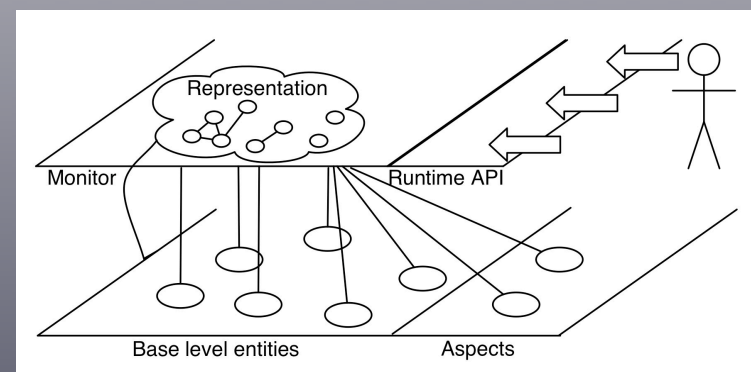 Representation
Monitor
Runtime API
Base level entities
Aspects